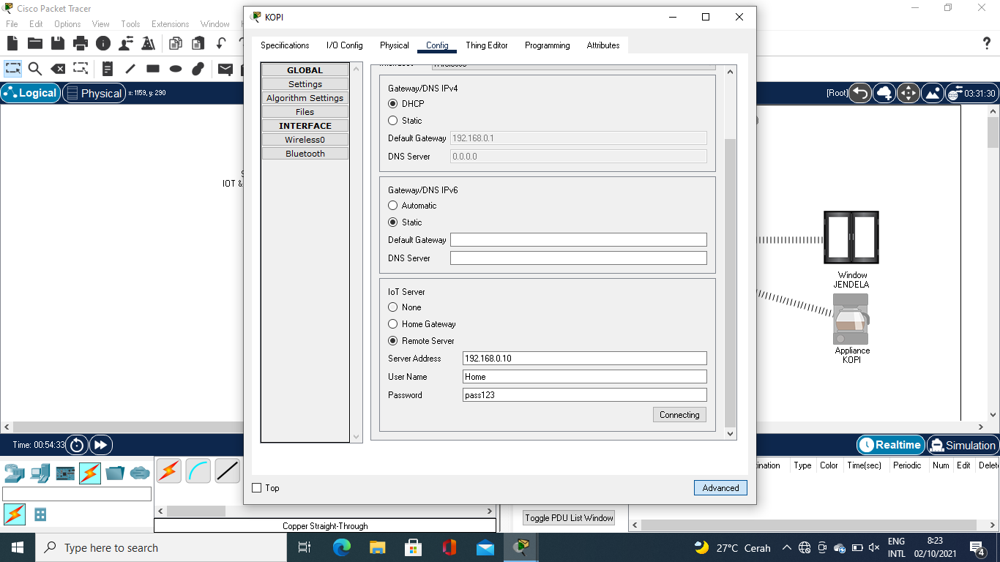 Cisco Packet Tracer
File Edit Options View Tools Extensions Window
KOPI
Specifications I/O Config Physical Config Thing Editor Programming Attributes
GLOBAL
Settings
Algorithm Settings
Files
INTERFACE
Wireless0
Bluetooth
Gateway/DNS IPv4
DHCP
Static
Default Gateway 192.168.0.1
DNS Server 0.0.0.0
Gateway/DNS IPv6
Automatic
Static
Default Gateway
DNS Server
IoT Server
None
Home Gateway
Remote Server
Server Address 192.168.0.10
User Name Home
Password pass123
Connecting
Top
Advanced
Logical Physical x: 1159, y: 290
[Root] 03:31:30
IOT &
Window
JENDELA
Appliance
KOPI
Time: 00:54:33
Realtime Simulation
Type Color Time(sec) Periodic Num Edit
Copper Straight-Through
Toggle PDU List Window
Type here to search
27°C Cerah
ENG
INTL
8:23
02/10/2021
4